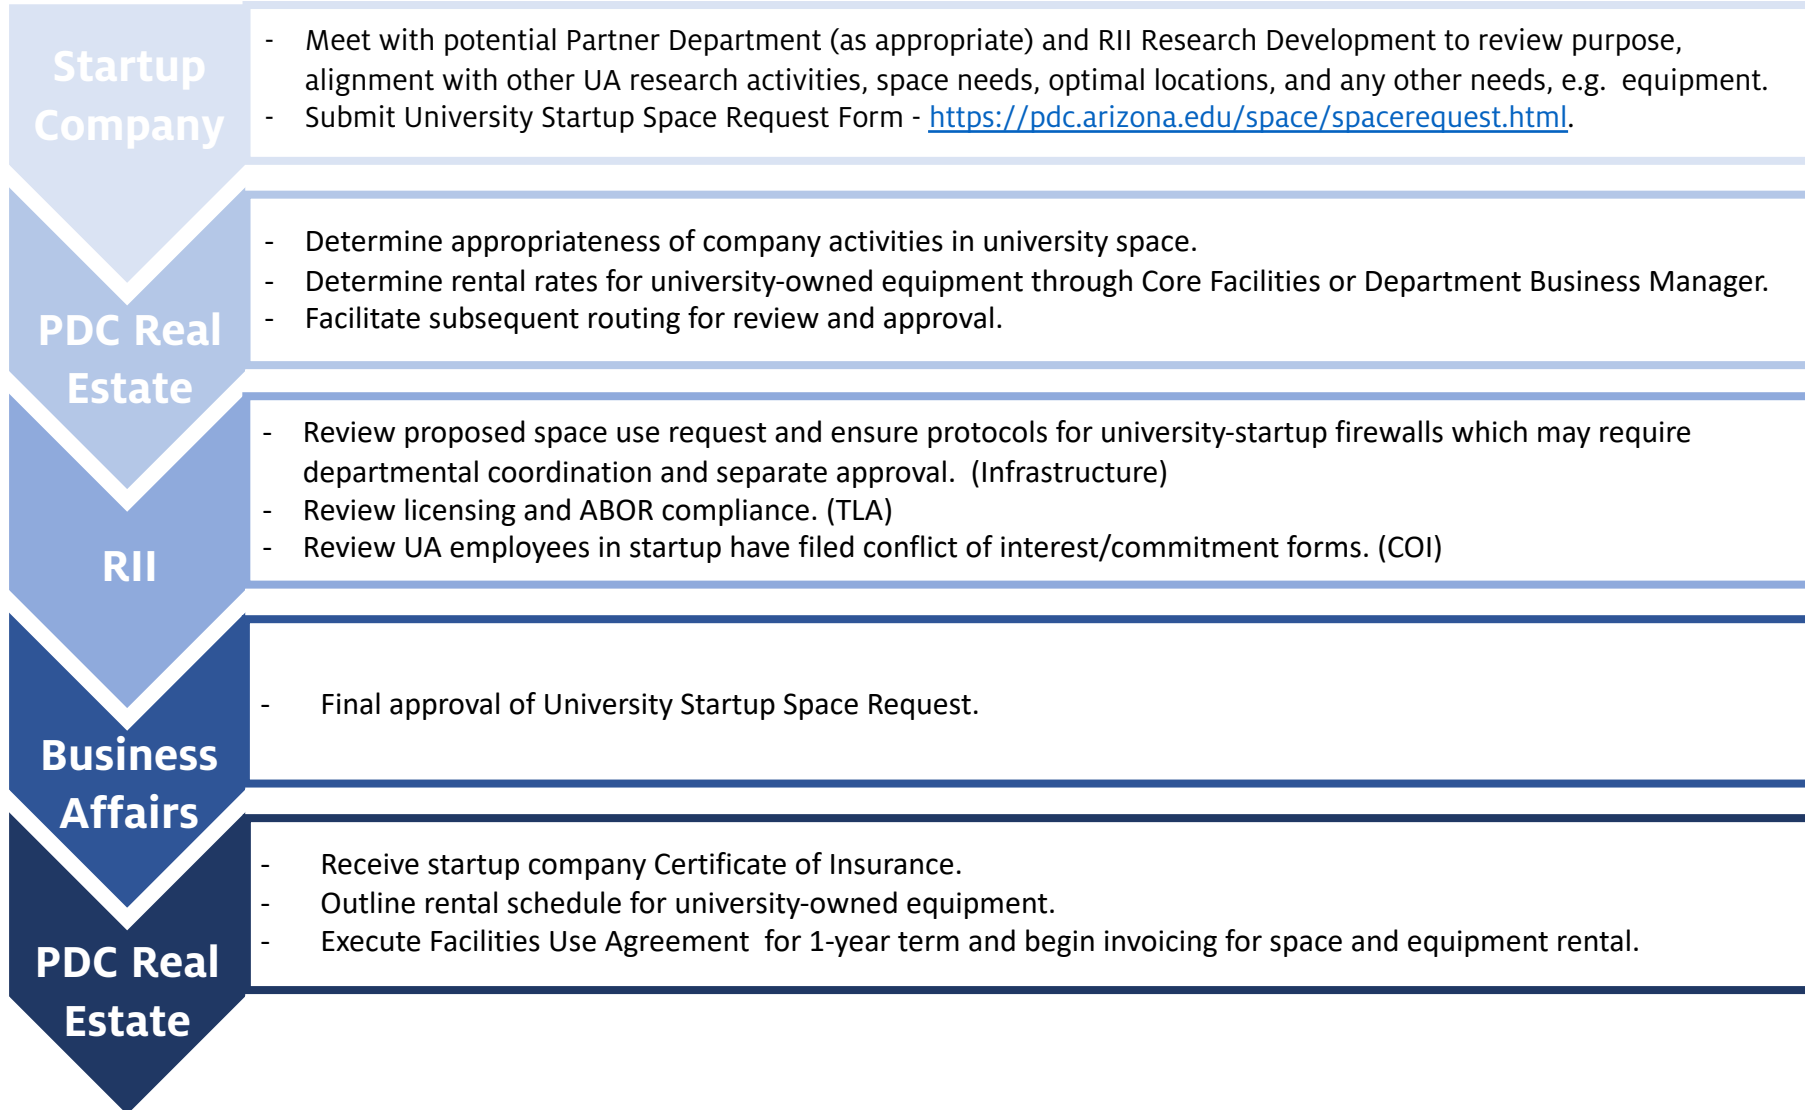 Startup
Company
- Meet with potential Partner Department (as appropriate) and RII Research Development to review purpose,
alignment with other UA research activities, space needs, optimal locations, and any other needs, e.g.  equipment.
- Submit University Startup Space Request Form - https://pdc.arizona.edu/space/spacerequest.html.
PDC Real
Estate
- Determine appropriateness of company activities in university space.
- Determine rental rates for university-owned equipment through Core Facilities or Department Business Manager.
- Facilitate subsequent routing for review and approval.
RII
- Review proposed space use request and ensure protocols for university-startup firewalls which may require
departmental coordination and separate approval.  (Infrastructure)
- Review licensing and ABOR compliance. (TLA)
- Review UA employees in startup have filed conflict of interest/commitment forms. (COI)
Business
Affairs
- Final approval of University Startup Space Request.
PDC Real
Estate
- Receive startup company Certificate of Insurance.
- Outline rental schedule for university-owned equipment.
- Execute Facilities Use Agreement  for 1-year term and begin invoicing for space and equipment rental.